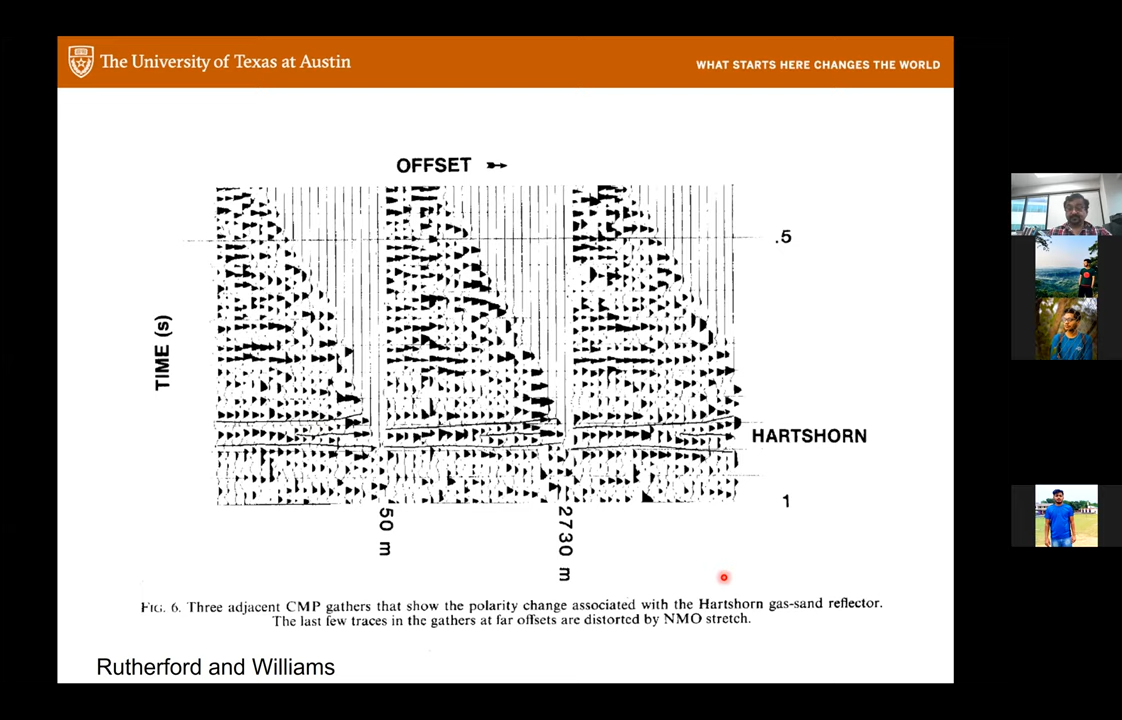 The University of Texas at Austin
WHAT STARTS HERE CHANGES THE WORLD
OFFSET
.5
TIME (s)
HARTSHORN
1
50 m
2730 m
FIG. 6. Three adjacent CMP gathers that show the polarity change associated with the Hartshorn gas-sand reflector.
The last few traces in the gathers at far offsets are distorted by NMO stretch.
Rutherford and Williams